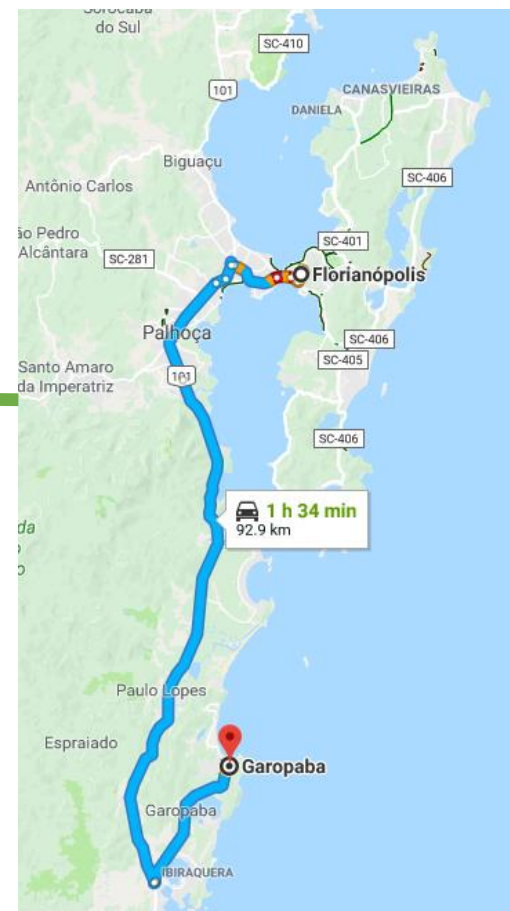 do Sul
SC-410
101
CANASVIEIRAS
DANIELA
Biguaçu
SC-406
Antônio Carlos
ão Pedro
Alcântara
SC-401
SC-281
Florianópolis
Palhoça
SC-406
SC-405
Santo Amaro
da Imperatriz
101
SC-406
1 h 34 min
92.9 km
da
o
o
Paulo Lopes
Espraiado
Garopaba
Garopaba
IBIRAQUERA